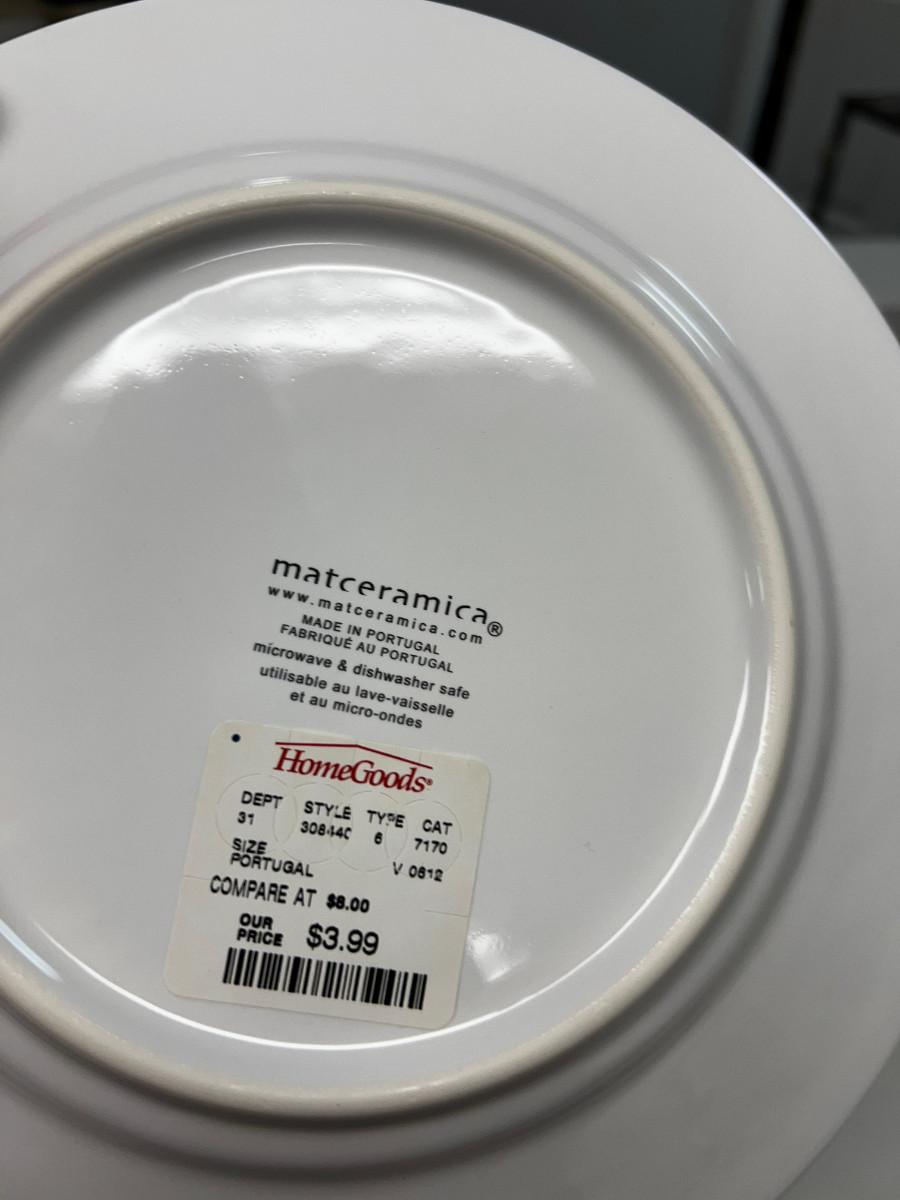 matceramica®
www.matceramica.com
MADE IN PORTUGAL
FABRIQUÉ AU PORTUGAL
microwave & dishwasher safe
utilisable au lave-vaisselle
et au micro-ondes
HomeGoods®
DEPT STYLE TYPE CAT
31 308440 6 7170
SIZE V 0612
PORTUGAL
COMPARE AT $8.00
OUR PRICE $3.99